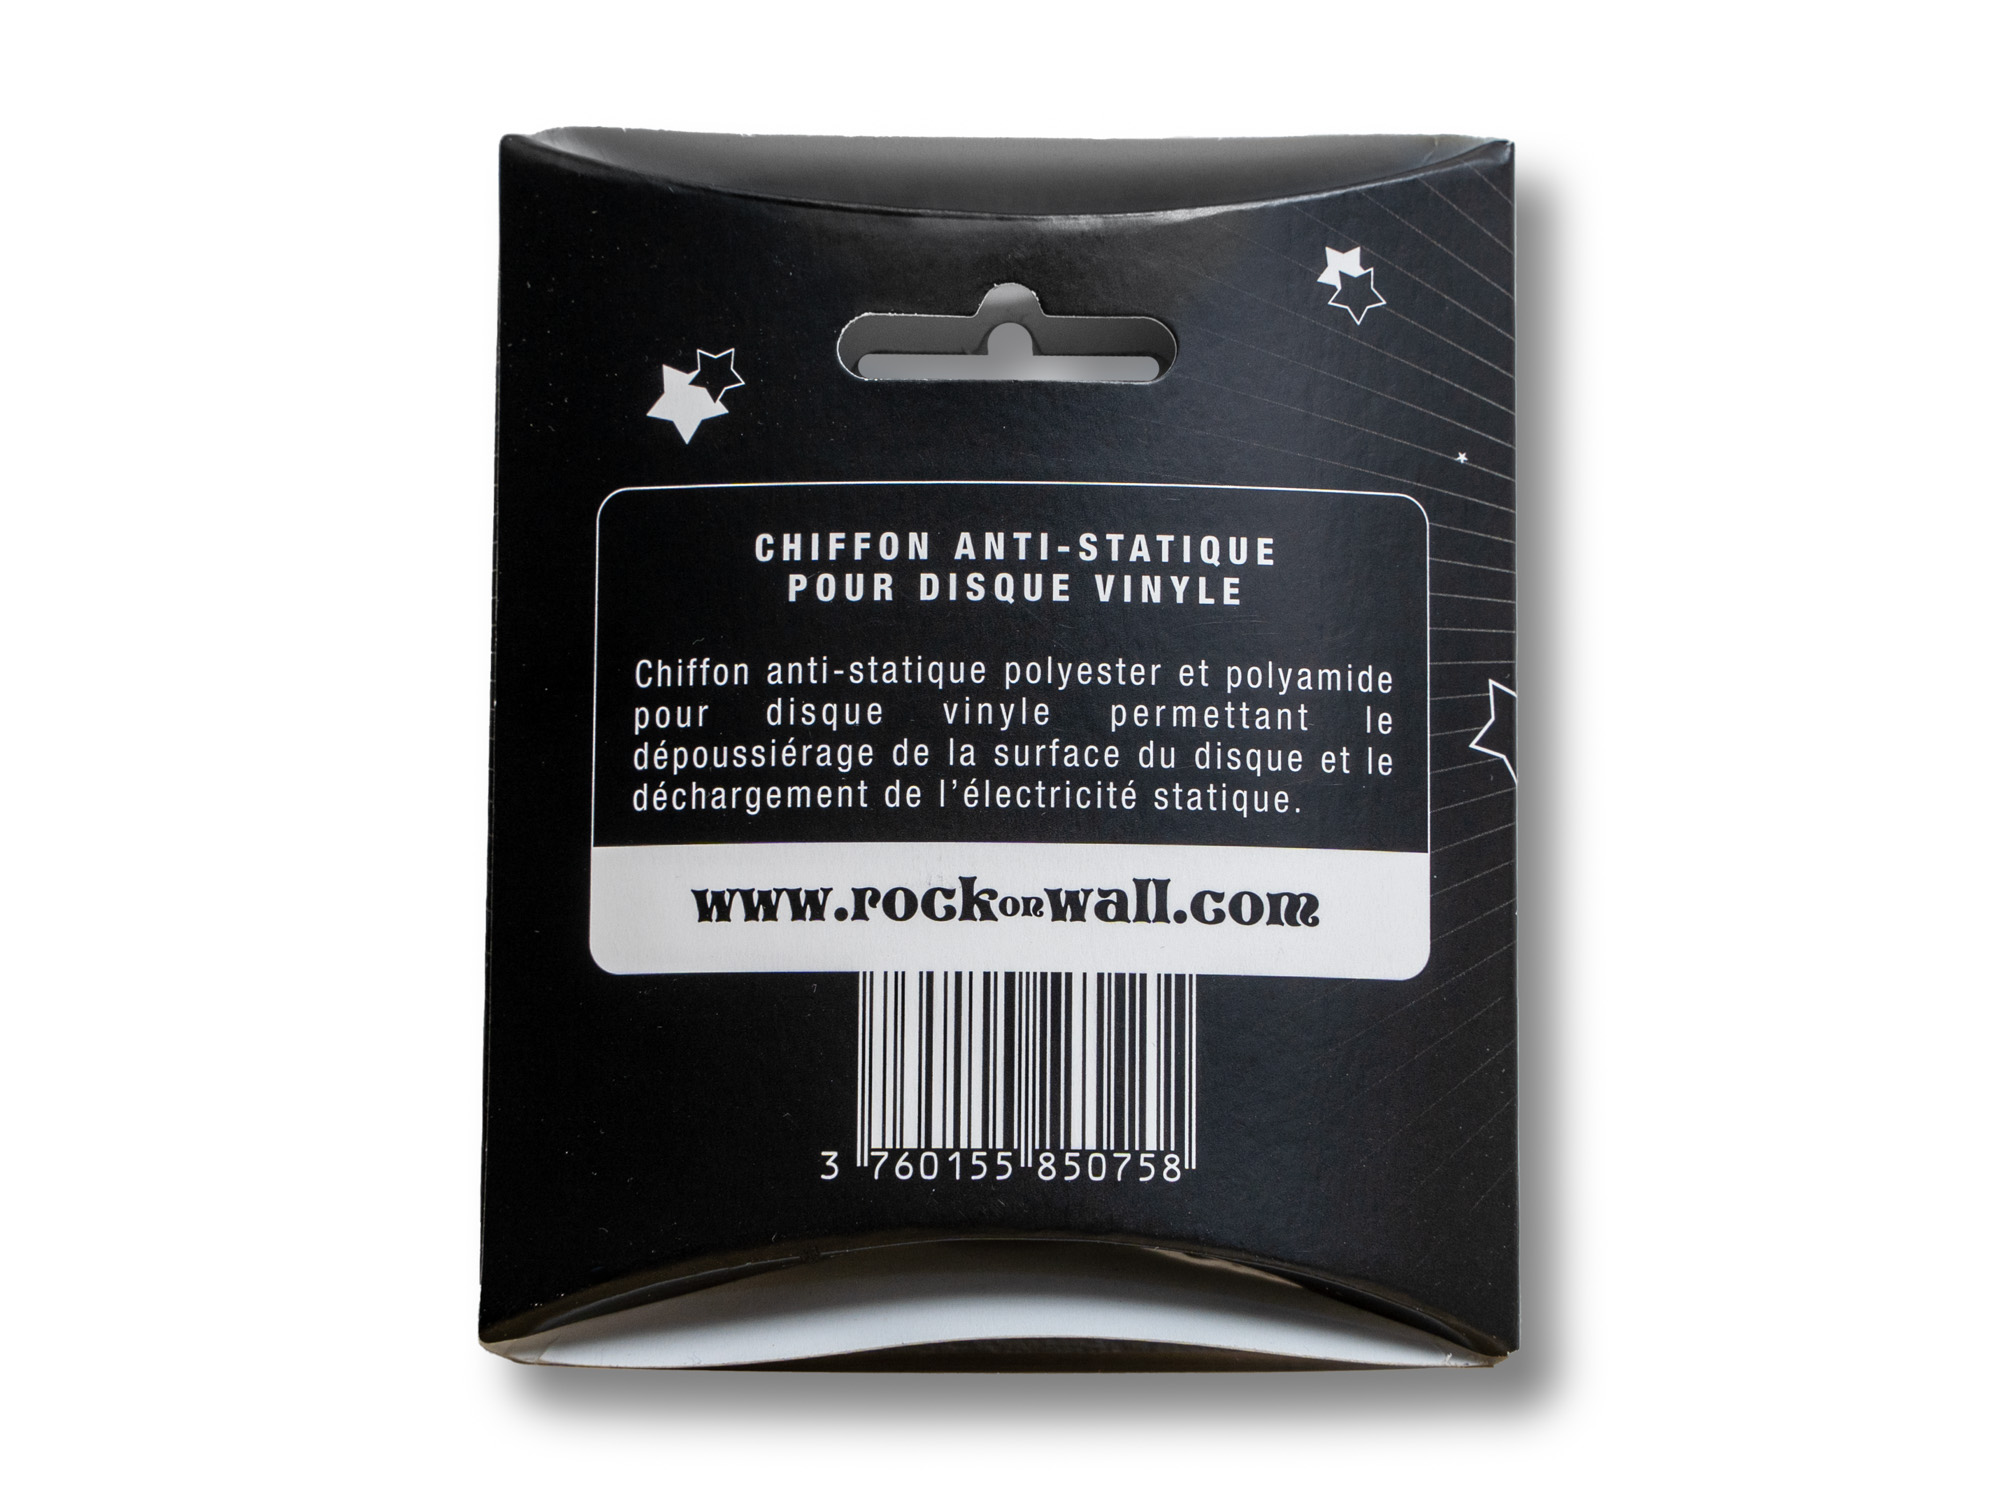 CHIFFON ANTI-STATIQUE
POUR DISQUE VINYLE
Chiffon anti-statique polyester et polyamide
pour disque vinyle permettant le
dépoussiérage de la surface du disque et le
déchargement de l'électricité statique.
www.rockonwall.com
3 760155 850758